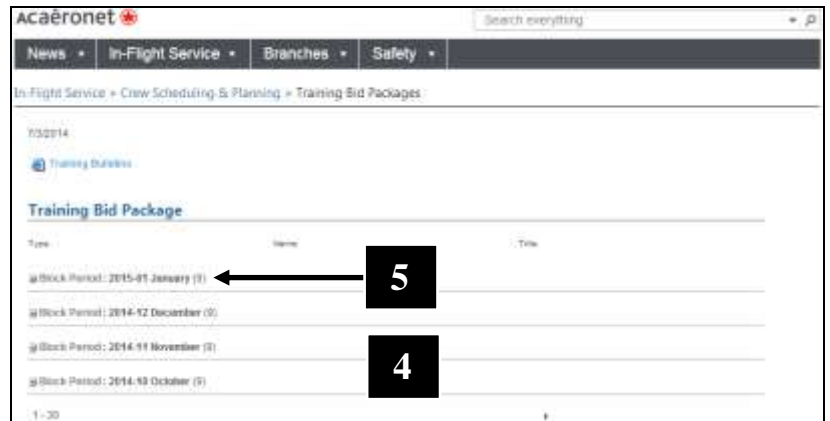 Acaëronet
Search everything
News In-Flight Service Branches Safety
In-Flight Service » Crew Scheduling & Planning » Training Bid Packages
7/3/2014
Training Bulletins
Training Bid Package
Type Name Title
Block Period : 2015-01 January (9)
5
Block Period : 2014-12 December (9)
Block Period : 2014-11 November (9)
4
Block Period : 2014-10 October (9)
1 - 30